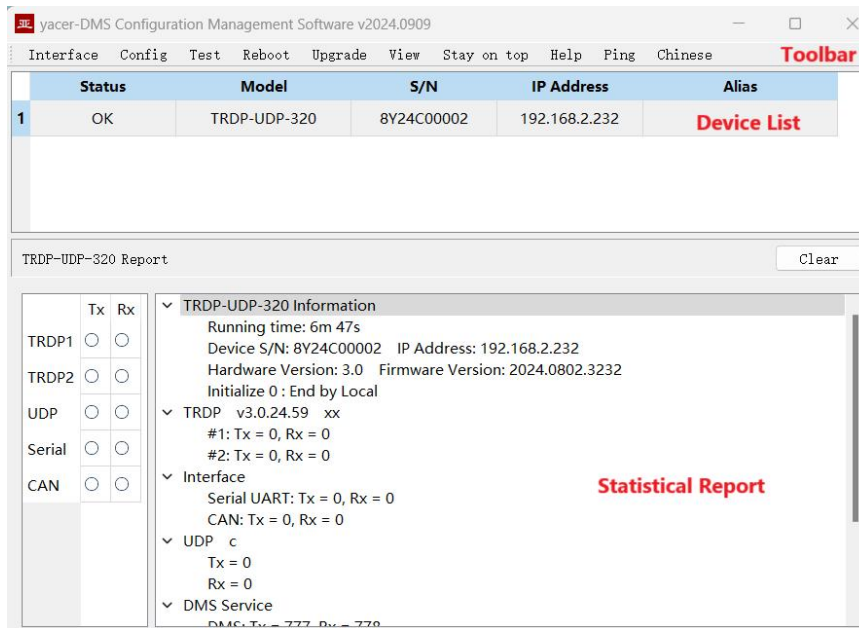 yacer-DMS Configuration Management Software v2024.0909
Interface Config Test Reboot Upgrade View Stay on top Help Ping Chinese Toolbar
Status Model S/N IP Address Alias
1 OK TRDP-UDP-320 8Y24C00002 192.168.2.232 Device List
TRDP-UDP-320 Report Clear
Tx Rx
TRDP1
TRDP2
UDP
Serial
CAN
TRDP-UDP-320 Information
Running time: 6m 47s
Device S/N: 8Y24C00002 IP Address: 192.168.2.232
Hardware Version: 3.0 Firmware Version: 2024.0802.3232
Initialize 0 : End by Local
TRDP v3.0.24.59 xx
#1: Tx = 0, Rx = 0
#2: Tx = 0, Rx = 0
Interface
Serial UART: Tx = 0, Rx = 0
CAN: Tx = 0, Rx = 0
UDP c
Tx = 0
Rx = 0
DMS Service
DMS: Tx = 777, Rx = 778
Statistical Report